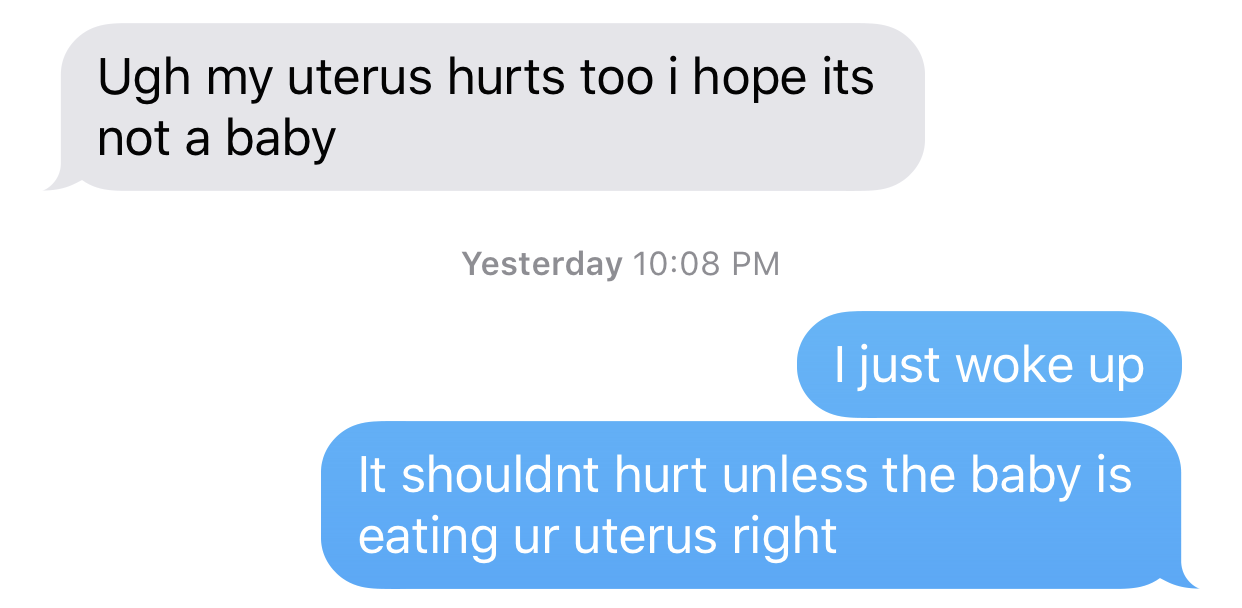 Ugh my uterus hurts too i hope its
not a baby
Yesterday 10:08 PM
I just woke up
It shouldnt hurt unless the baby is
eating ur uterus right